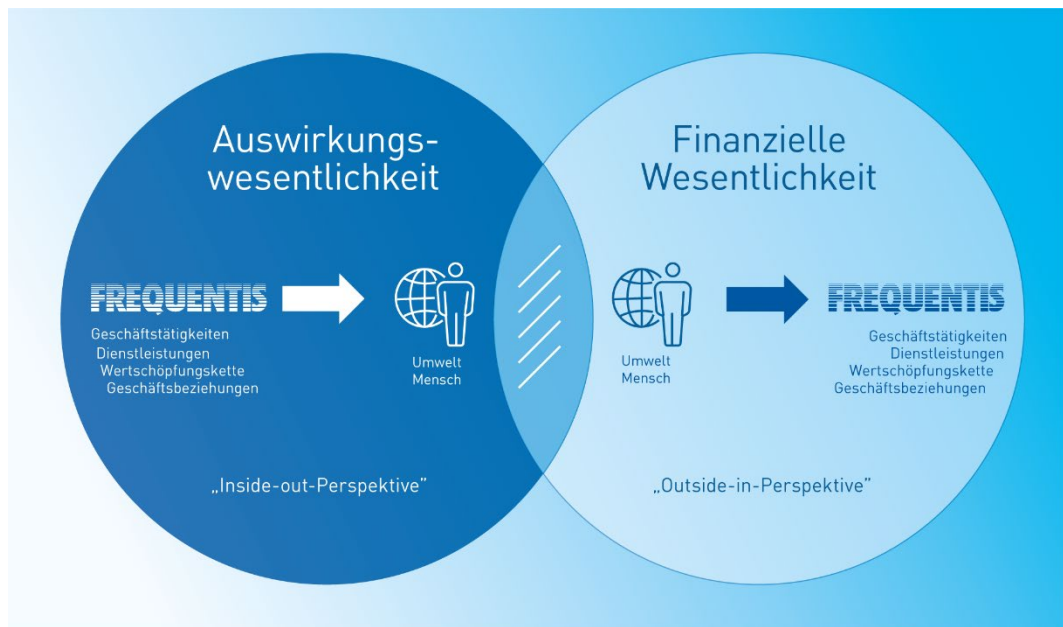 Auswirkungs-
wesentlichkeit
FREQUENTIS
Geschäftstätigkeiten
Dienstleistungen
Wertschöpfungskette
Geschäftsbeziehungen
Umwelt
Mensch
„Inside-out-Perspektive”
Finanzielle
Wesentlichkeit
Umwelt
Mensch
FREQUENTIS
Geschäftstätigkeiten
Dienstleistungen
Wertschöpfungskette
Geschäftsbeziehungen
„Outside-in-Perspektive”